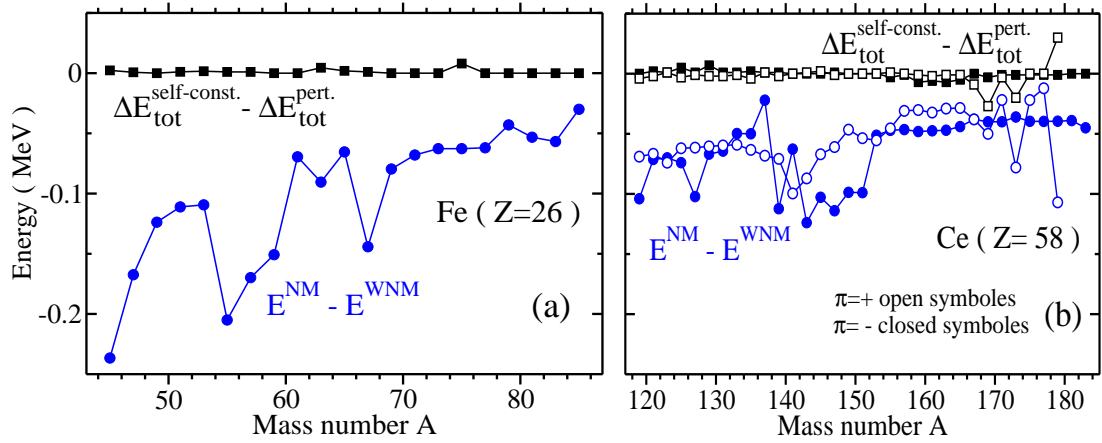 Energy ( MeV )
0
-0.1
-0.2
ΔE_tot^self-const. - ΔE_tot^pert.
Fe ( Z=26 )
E^NM - E^WNM
(a)
50 60 70 80
Mass number A
ΔE_tot^self-const. - ΔE_tot^pert.
E^NM - E^WNM
Ce ( Z= 58 )
π=+ open symboles
π= - closed symboles
(b)
120 130 140 150 160 170 180
Mass number A